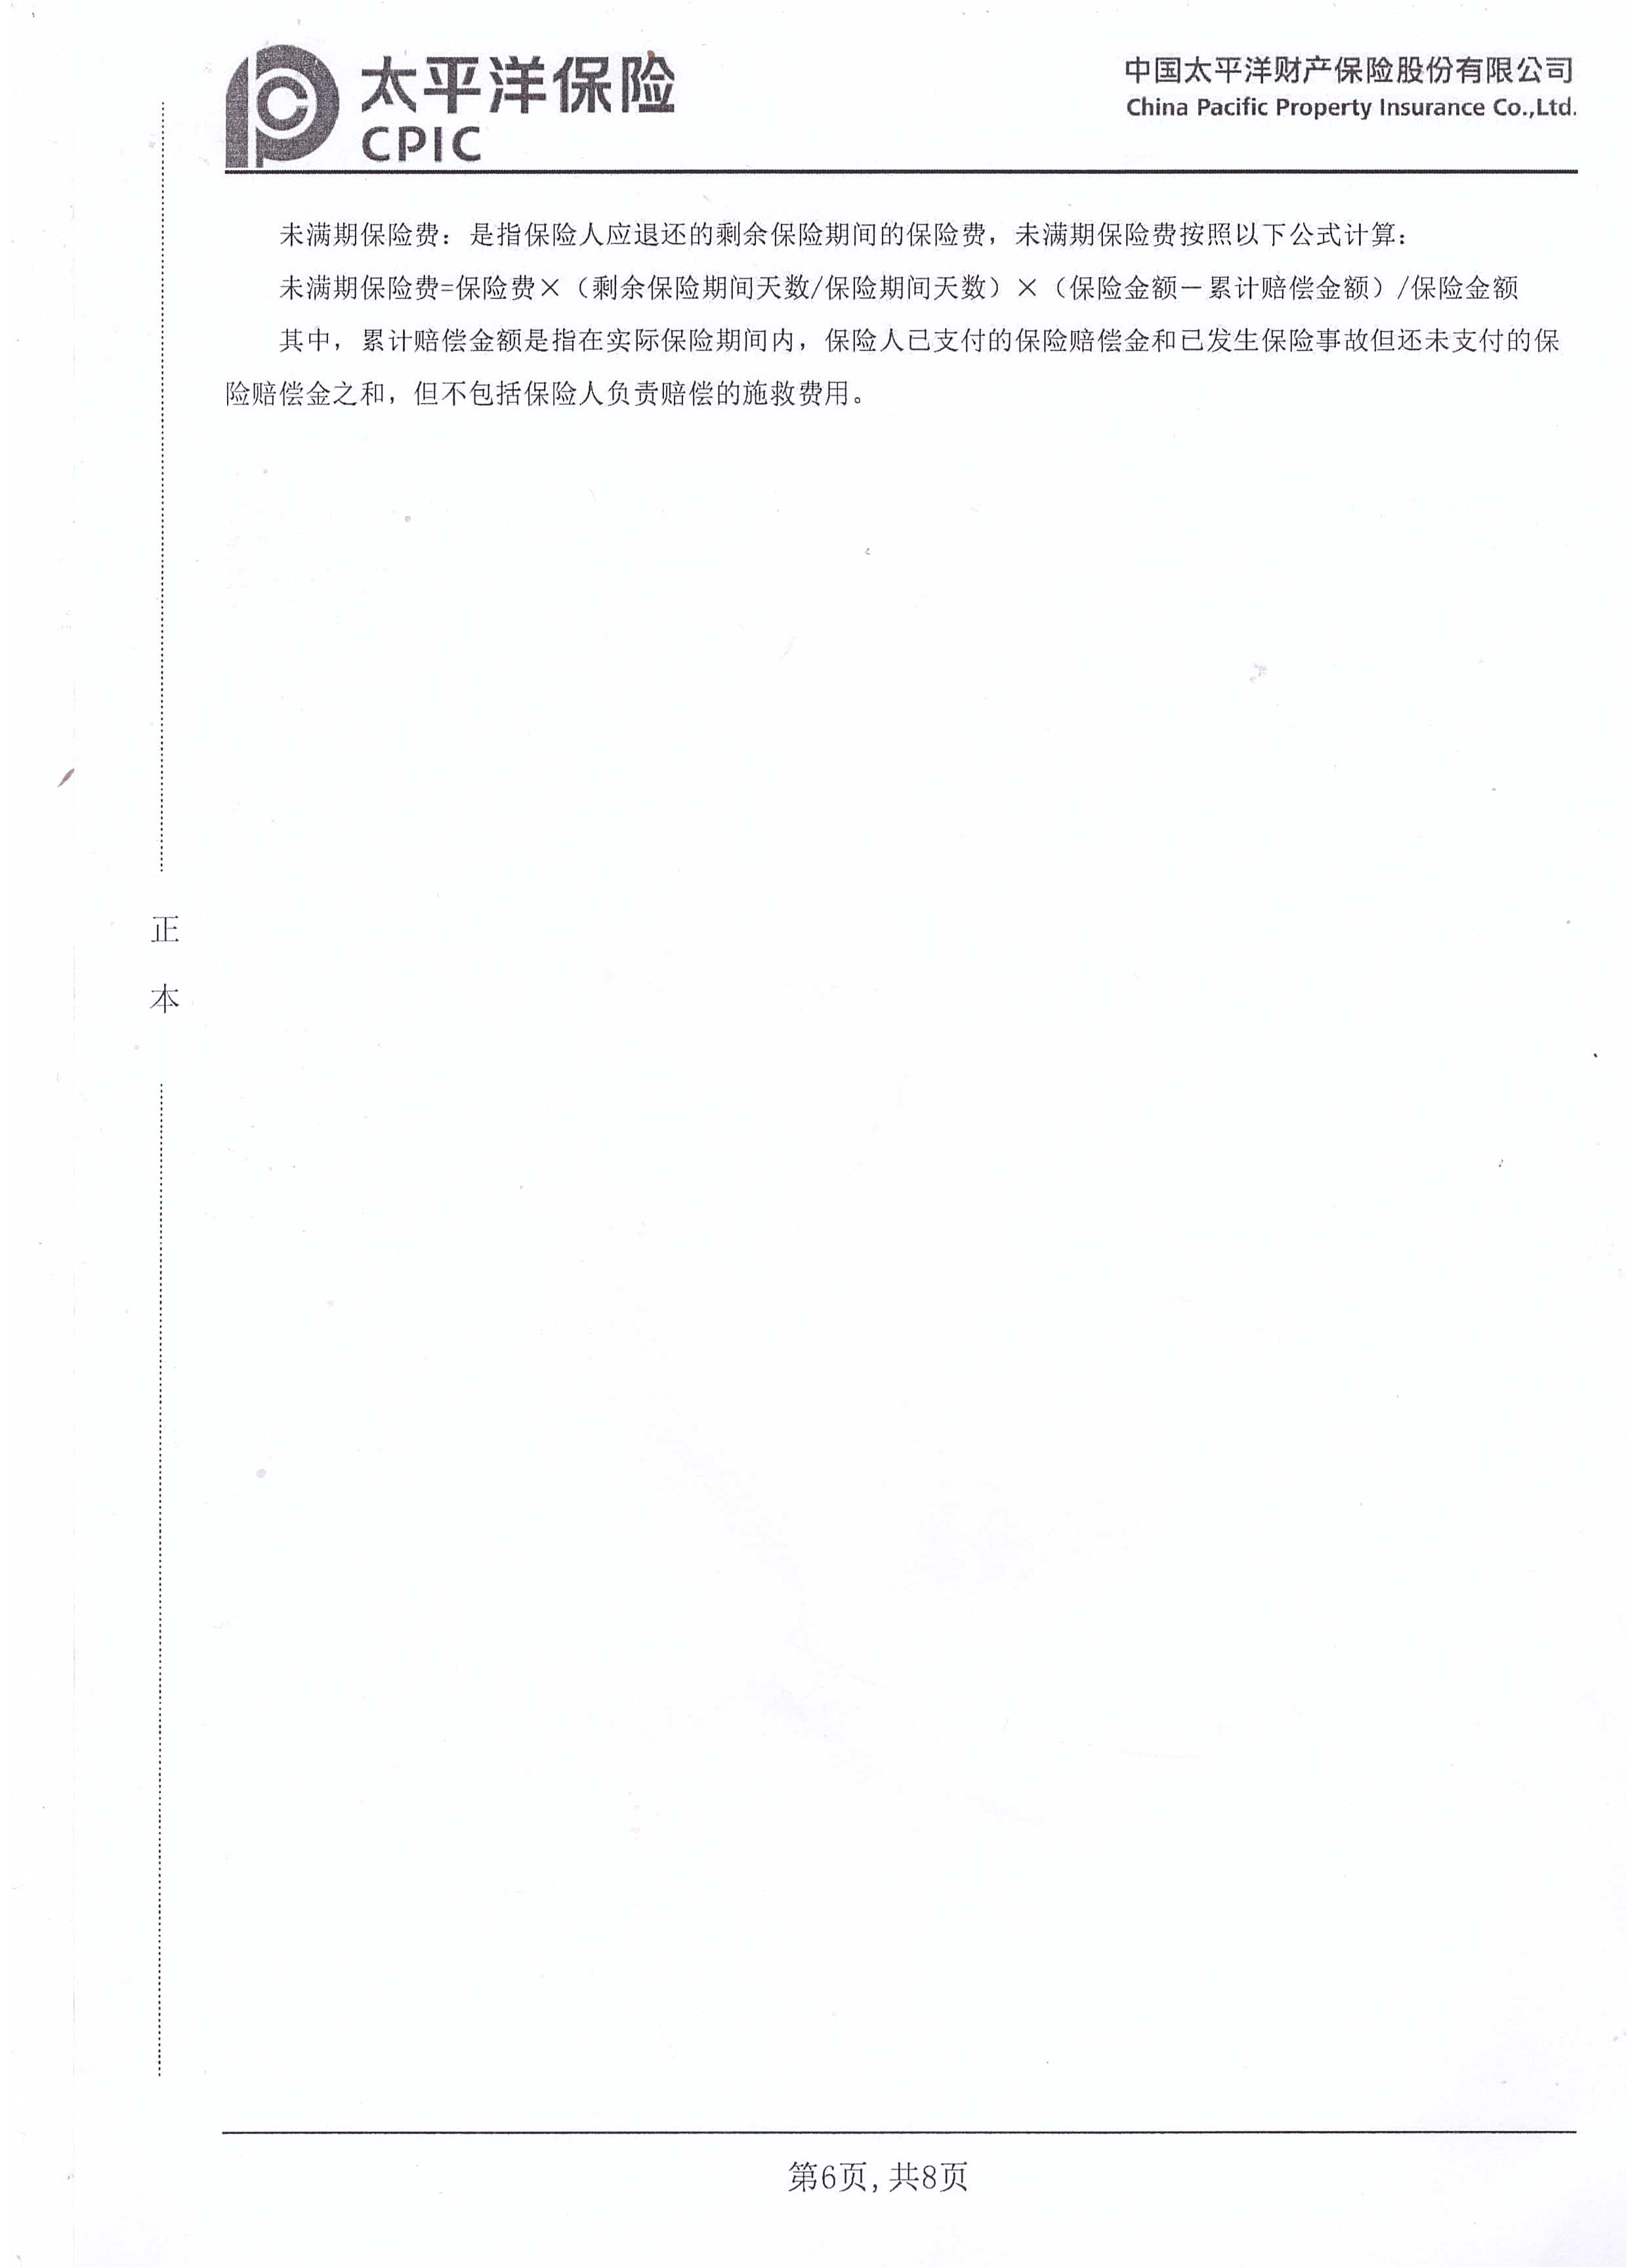 太平洋保险
CPIC
中国太平洋财产保险股份有限公司
China Pacific Property Insurance Co.,Ltd.
未满期保险费：是指保险人应退还的剩余保险期间的保险费，未满期保险费按照以下公式计算：
未满期保险费=保险费×（剩余保险期间天数/保险期间天数）×（保险金额－累计赔偿金额）/保险金额
其中，累计赔偿金额是指在实际保险期间内，保险人已支付的保险赔偿金和已发生保险事故但还未支付的保
险赔偿金之和，但不包括保险人负责赔偿的施救费用。
正
本
第6页,共8页